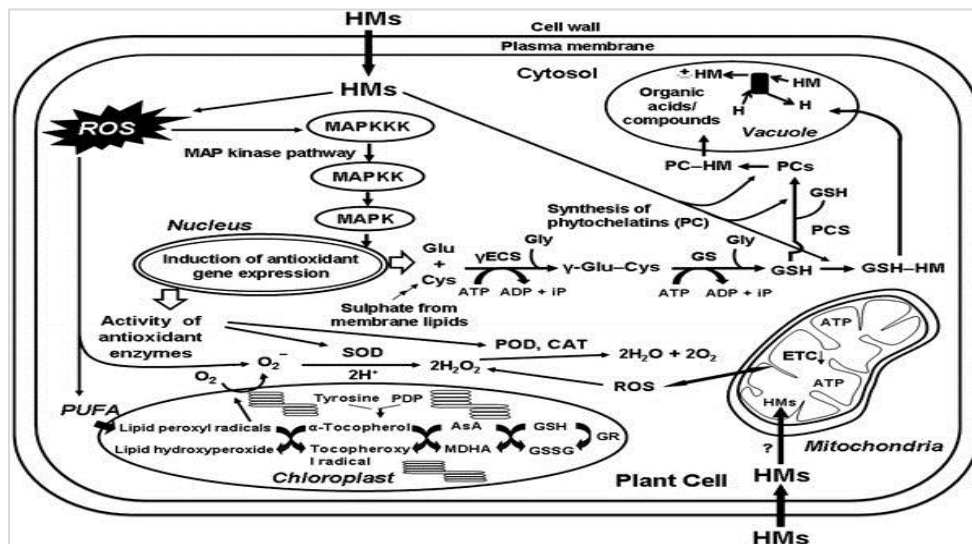 HMs
Cell wall
Plasma membrane
Cytosol
HMs
ROS
MAPKKK
MAP kinase pathway
MAPKK
MAPK
HM
HM
Organic
acids/
compounds
H
H
Vacuole
PC–HM
PCs
GSH
PCS
Synthesis of
phytochelatins (PC)
Nucleus
Induction of antioxidant
gene expression
Glu
+
Cys
γECS
Gly
ATP
ADP + iP
γ-Glu–Cys
GS
Gly
ATP
ADP + iP
GSH
GSH–HM
Sulphate from
membrane lipids
Activity of
antioxidant
enzymes
O₂
O₂⁻
SOD
2H⁺
2H₂O₂
POD, CAT
2H₂O + 2O₂
ROS
ATP
ETC
ATP
HMs
Mitochondria
?
HMs
HMs
PUFA
Tyrosine
PDP
Lipid peroxyl radicals
α-Tocopherol
AsA
GSH
GR
Lipid hydroxyperoxide
Tocopheroxy
l radical
MDHA
GSSG
Chloroplast
Plant Cell